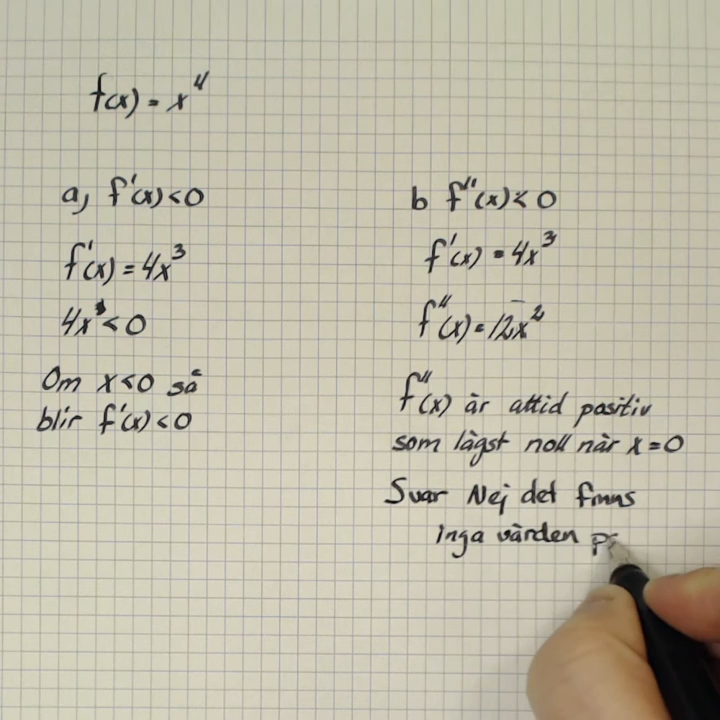 f(x) = x⁴
a) f'(x) < 0
f'(x) = 4x³
4x³ < 0
Om x < 0 så
blir f'(x) < 0
b f''(x) < 0
f'(x) = 4x³
f''(x) = 12x²
f''(x) är alltid positiv
som lägst noll när x = 0
Svar Nej det finns
inga värden på